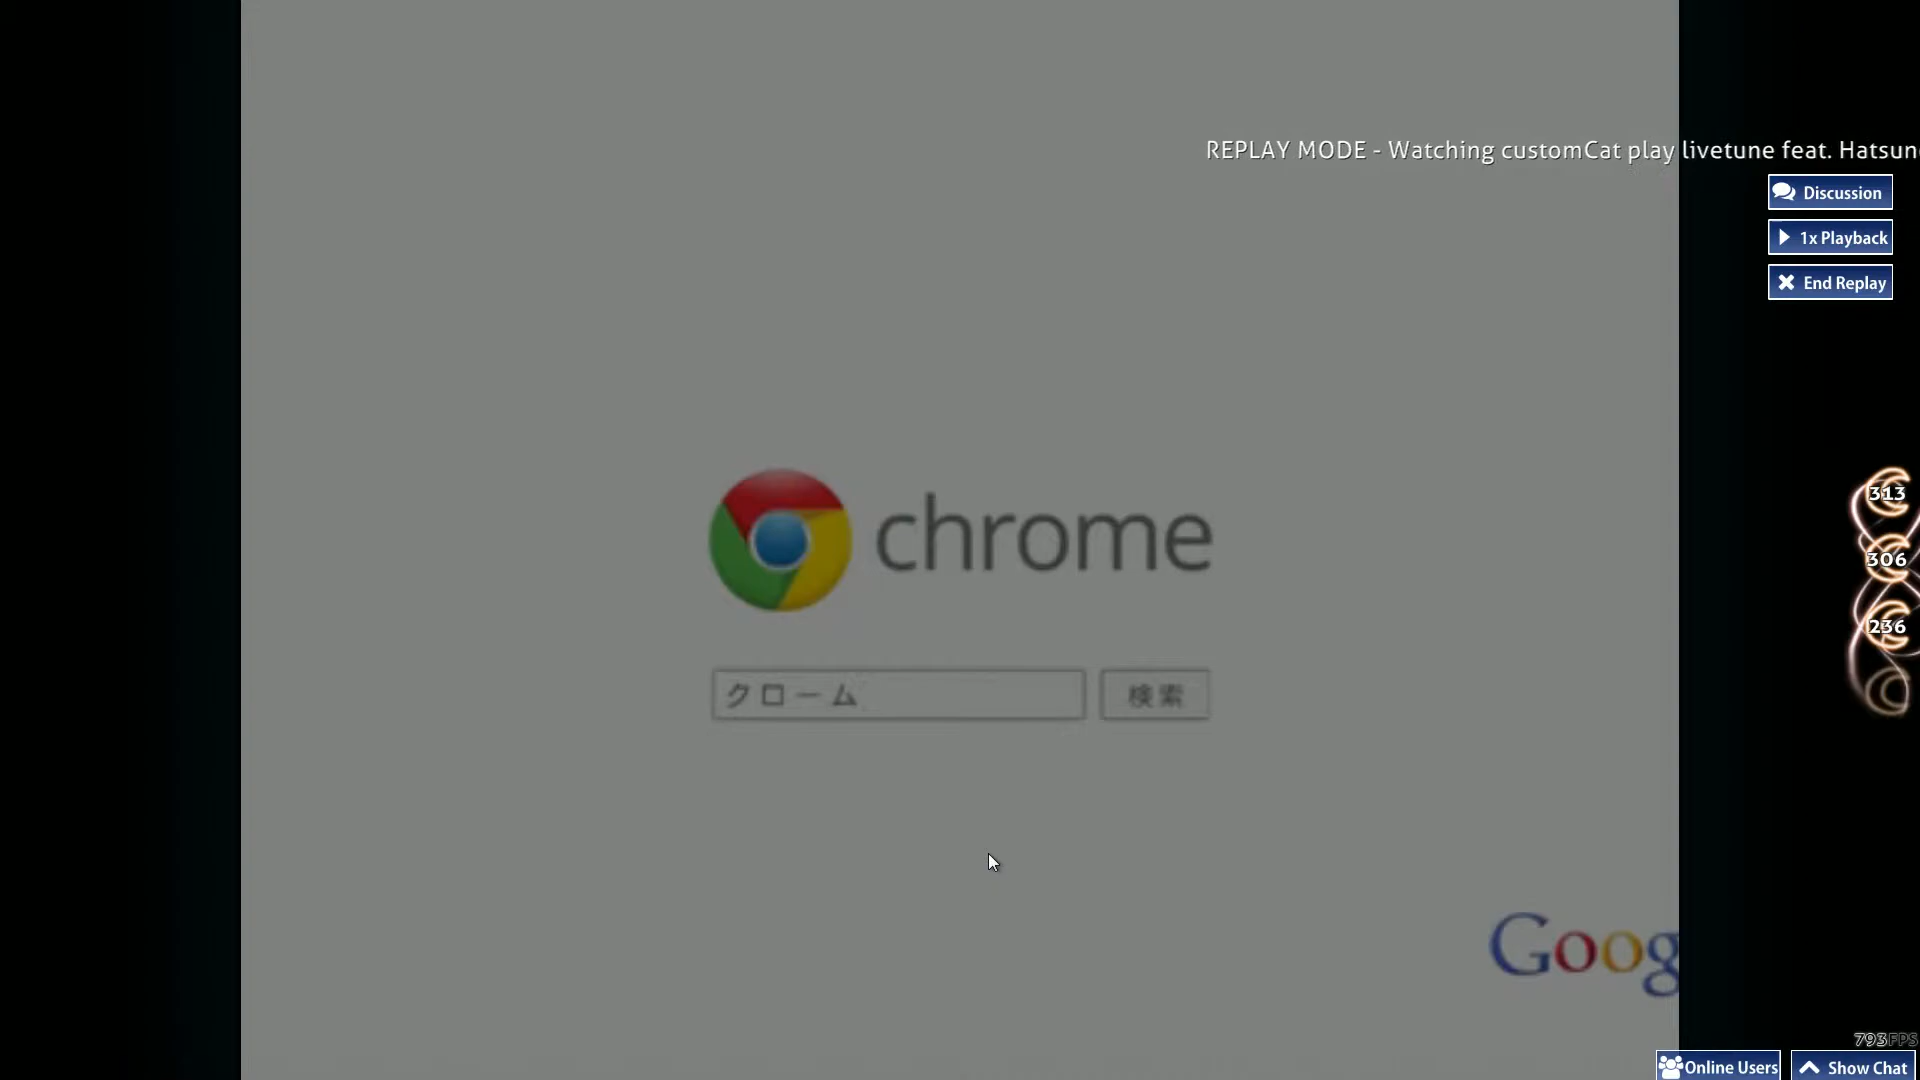 REPLAY MODE - Watching customCat play livetune feat. Hatsun
Discussion
1x Playback
End Replay
313
chrome
306
236
クローム 検索
Goog
793FPS
Online Users Show Chat